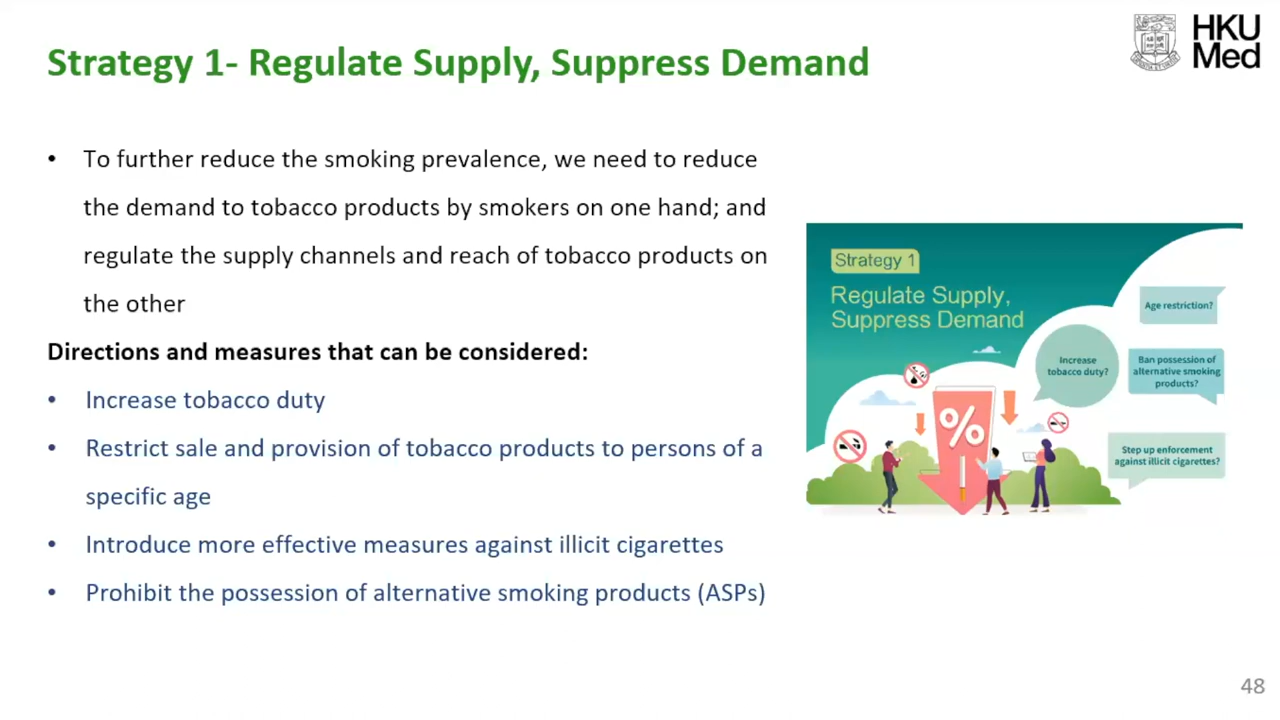 Strategy 1- Regulate Supply, Suppress Demand
HKU
Med
• To further reduce the smoking prevalence, we need to reduce
the demand to tobacco products by smokers on one hand; and
regulate the supply channels and reach of tobacco products on
the other
Directions and measures that can be considered:
• Increase tobacco duty
• Restrict sale and provision of tobacco products to persons of a
specific age
• Introduce more effective measures against illicit cigarettes
• Prohibit the possession of alternative smoking products (ASPs)
Strategy 1
Regulate Supply,
Suppress Demand
Age restriction?
Increase
tobacco duty?
Ban possession of
alternative smoking
products?
%
Step up enforcement
against illicit cigarettes?
48